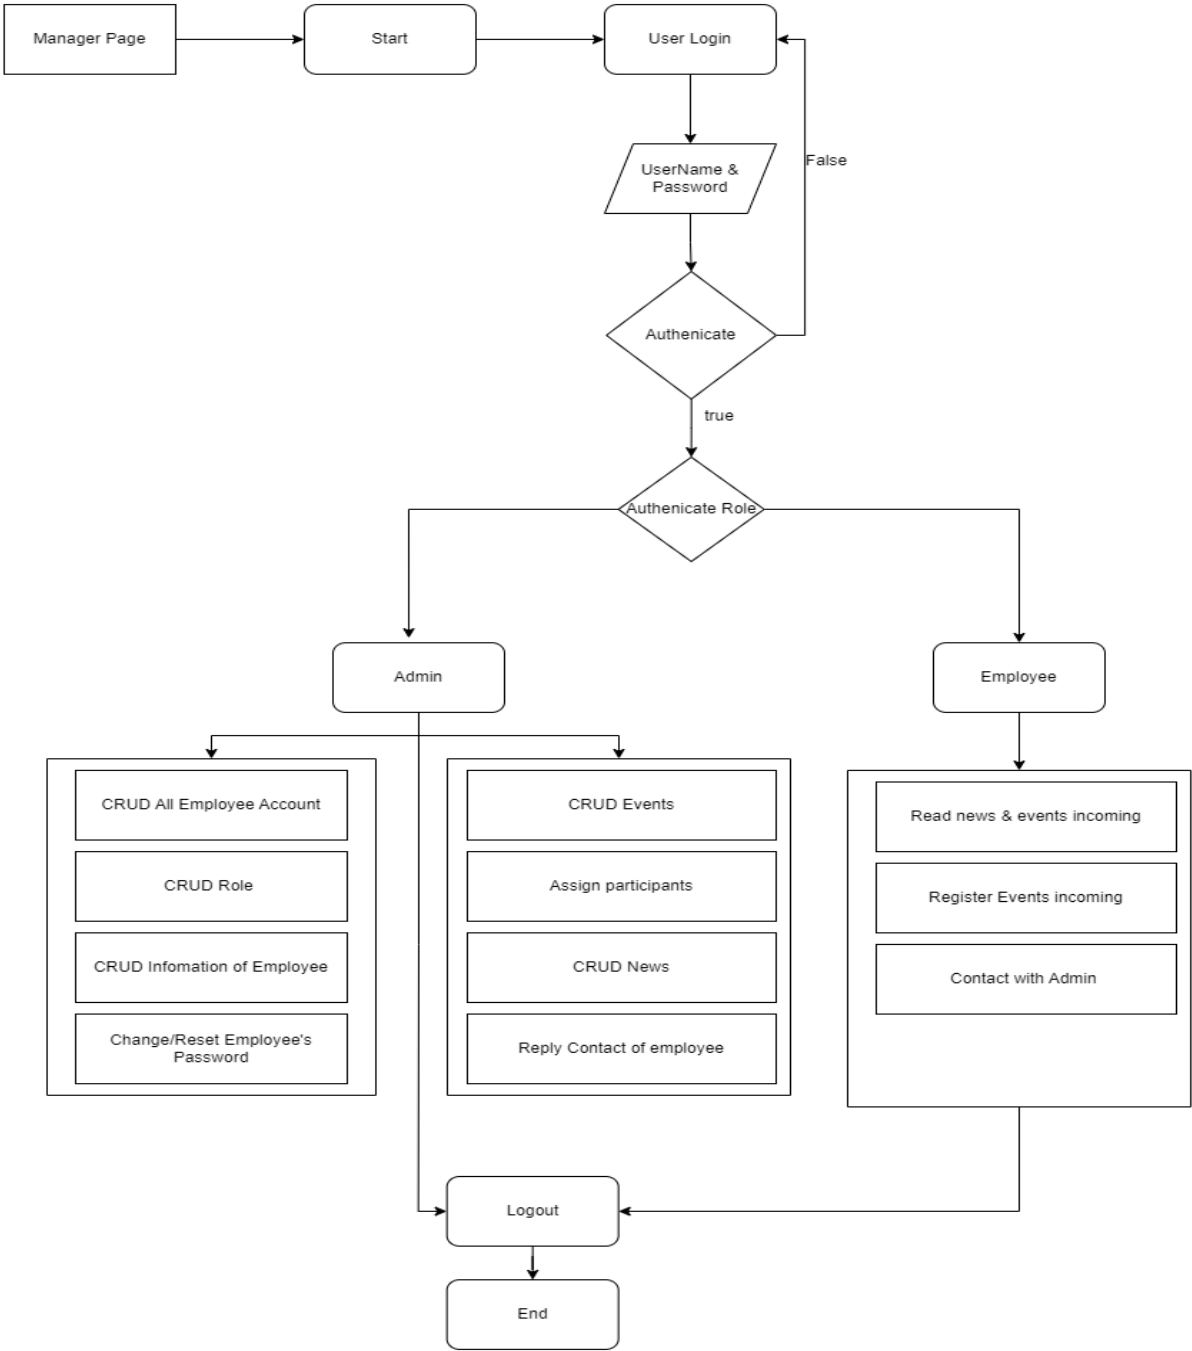 Manager Page
Start
User Login
UserName &
Password
False
Authenicate
true
Authenicate Role
Admin
Employee
CRUD All Employee Account
CRUD Role
CRUD Infomation of Employee
Change/Reset Employee's
Password
CRUD Events
Assign participants
CRUD News
Reply Contact of employee
Read news & events incoming
Register Events incoming
Contact with Admin
Logout
End